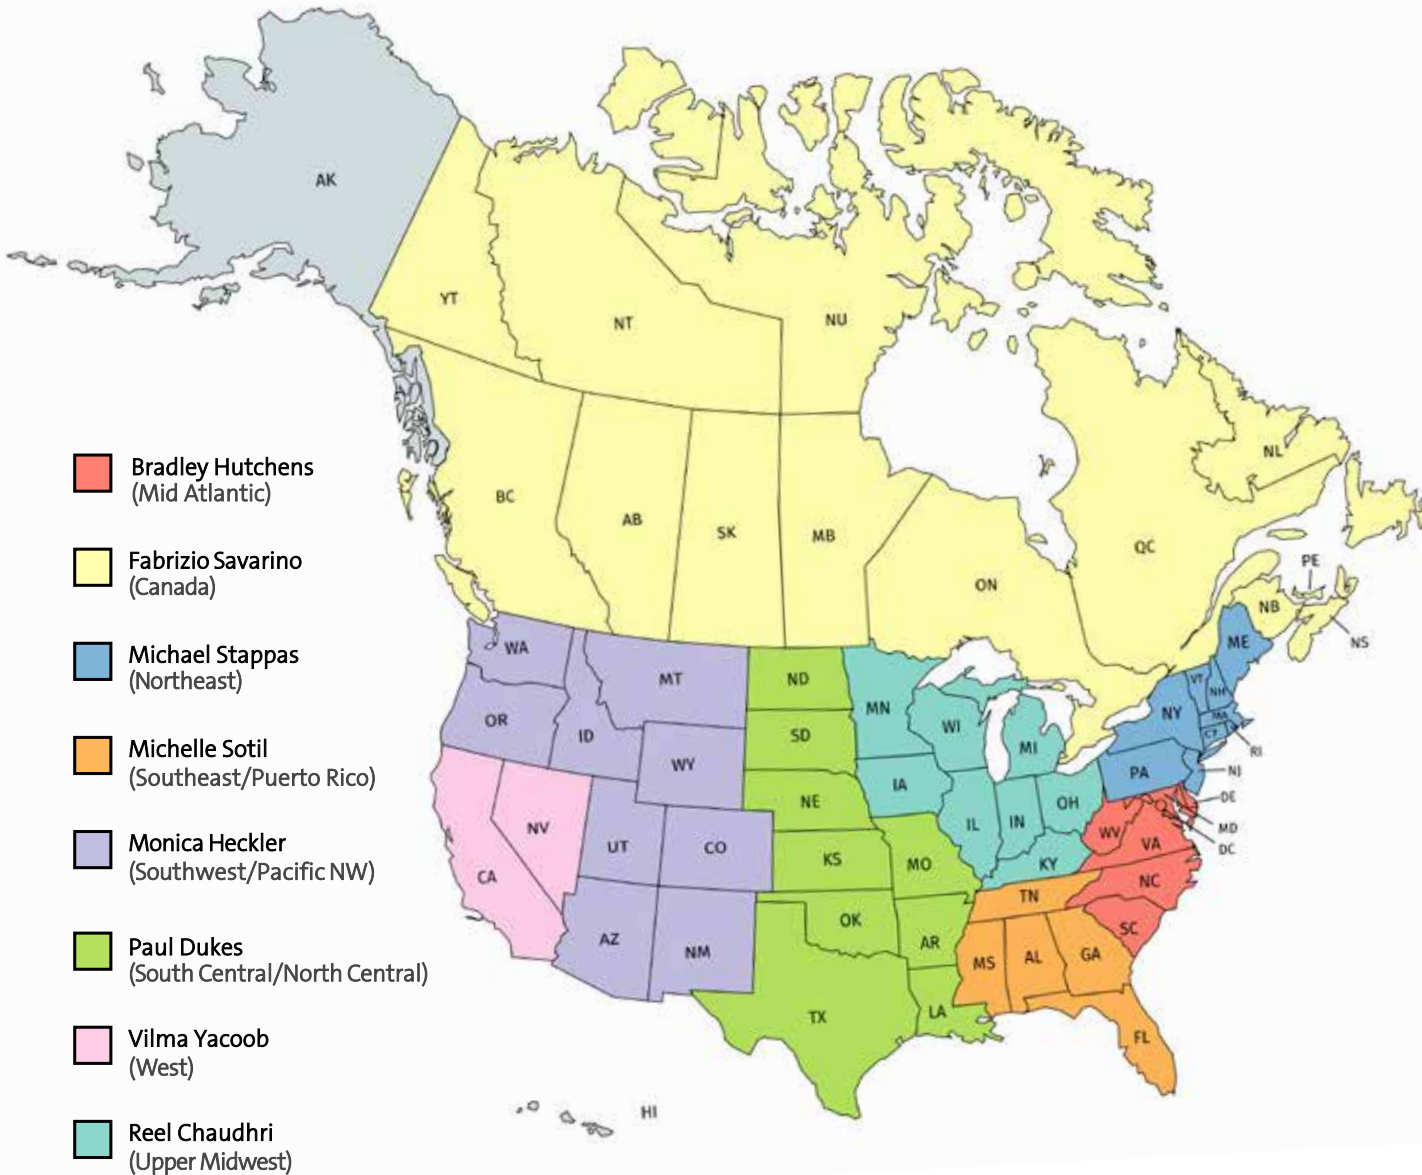 AK
YT
NT
NU
BC
AB
SK
MB
ON
QC
NL
PE
NB
NS
WA
MT
ND
MN
ME
VT
NH
OR
ID
SD
WI
MI
NY
MA
CT
RI
WY
NE
IA
PA
NJ
NV
UT
CO
KS
MO
IL
IN
OH
KY
WV
VA
DE
MD
DC
CA
AZ
NM
OK
AR
TN
NC
SC
TX
LA
MS
AL
GA
FL
HI
Bradley Hutchens
(Mid Atlantic)
Fabrizio Savarino
(Canada)
Michael Stappas
(Northeast)
Michelle Sotil
(Southeast/Puerto Rico)
Monica Heckler
(Southwest/Pacific NW)
Paul Dukes
(South Central/North Central)
Vilma Yacoob
(West)
Reel Chaudhri
(Upper Midwest)